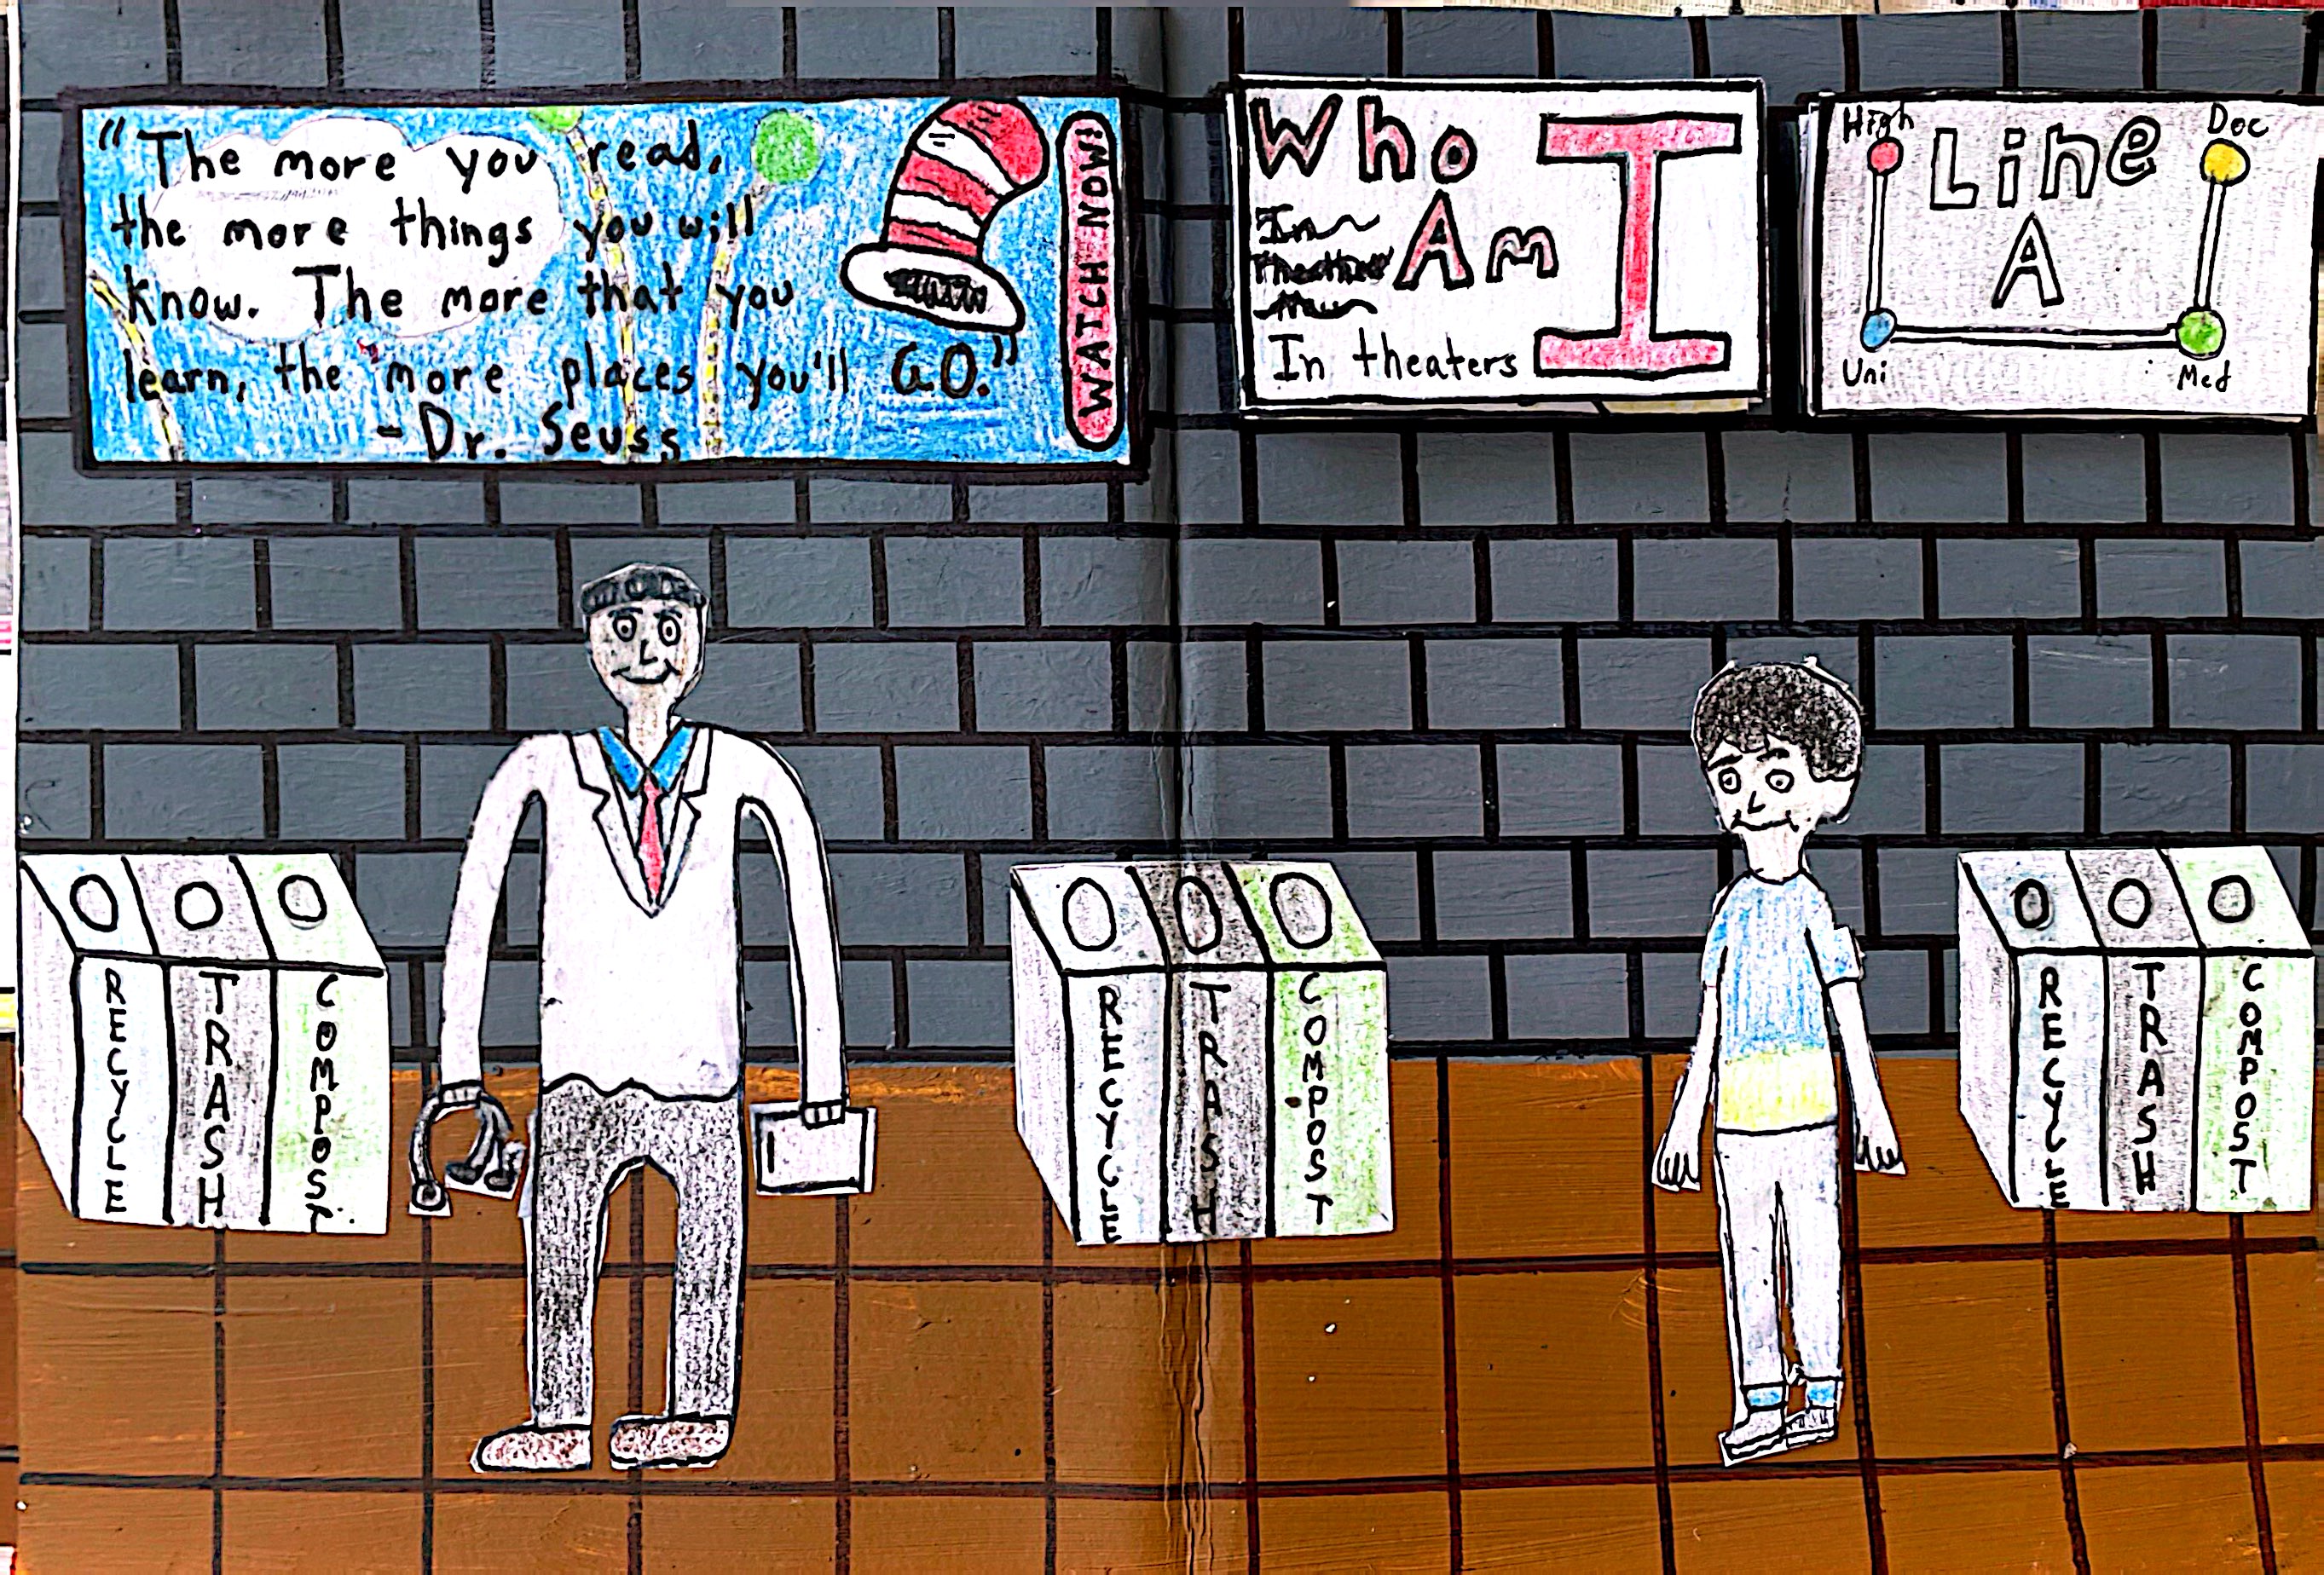 "The more you read,
the more things you will
know. The more that you
learn, the more places you'll GO."
- Dr. Seuss
WATCH NOW!
Who
Am
I
In theaters
High
Line
Doc
A
Uni
Med
RECYCLE
TRASH
COMPOST
RECYCLE
TRASH
COMPOST
RECYCLE
TRASH
COMPOST